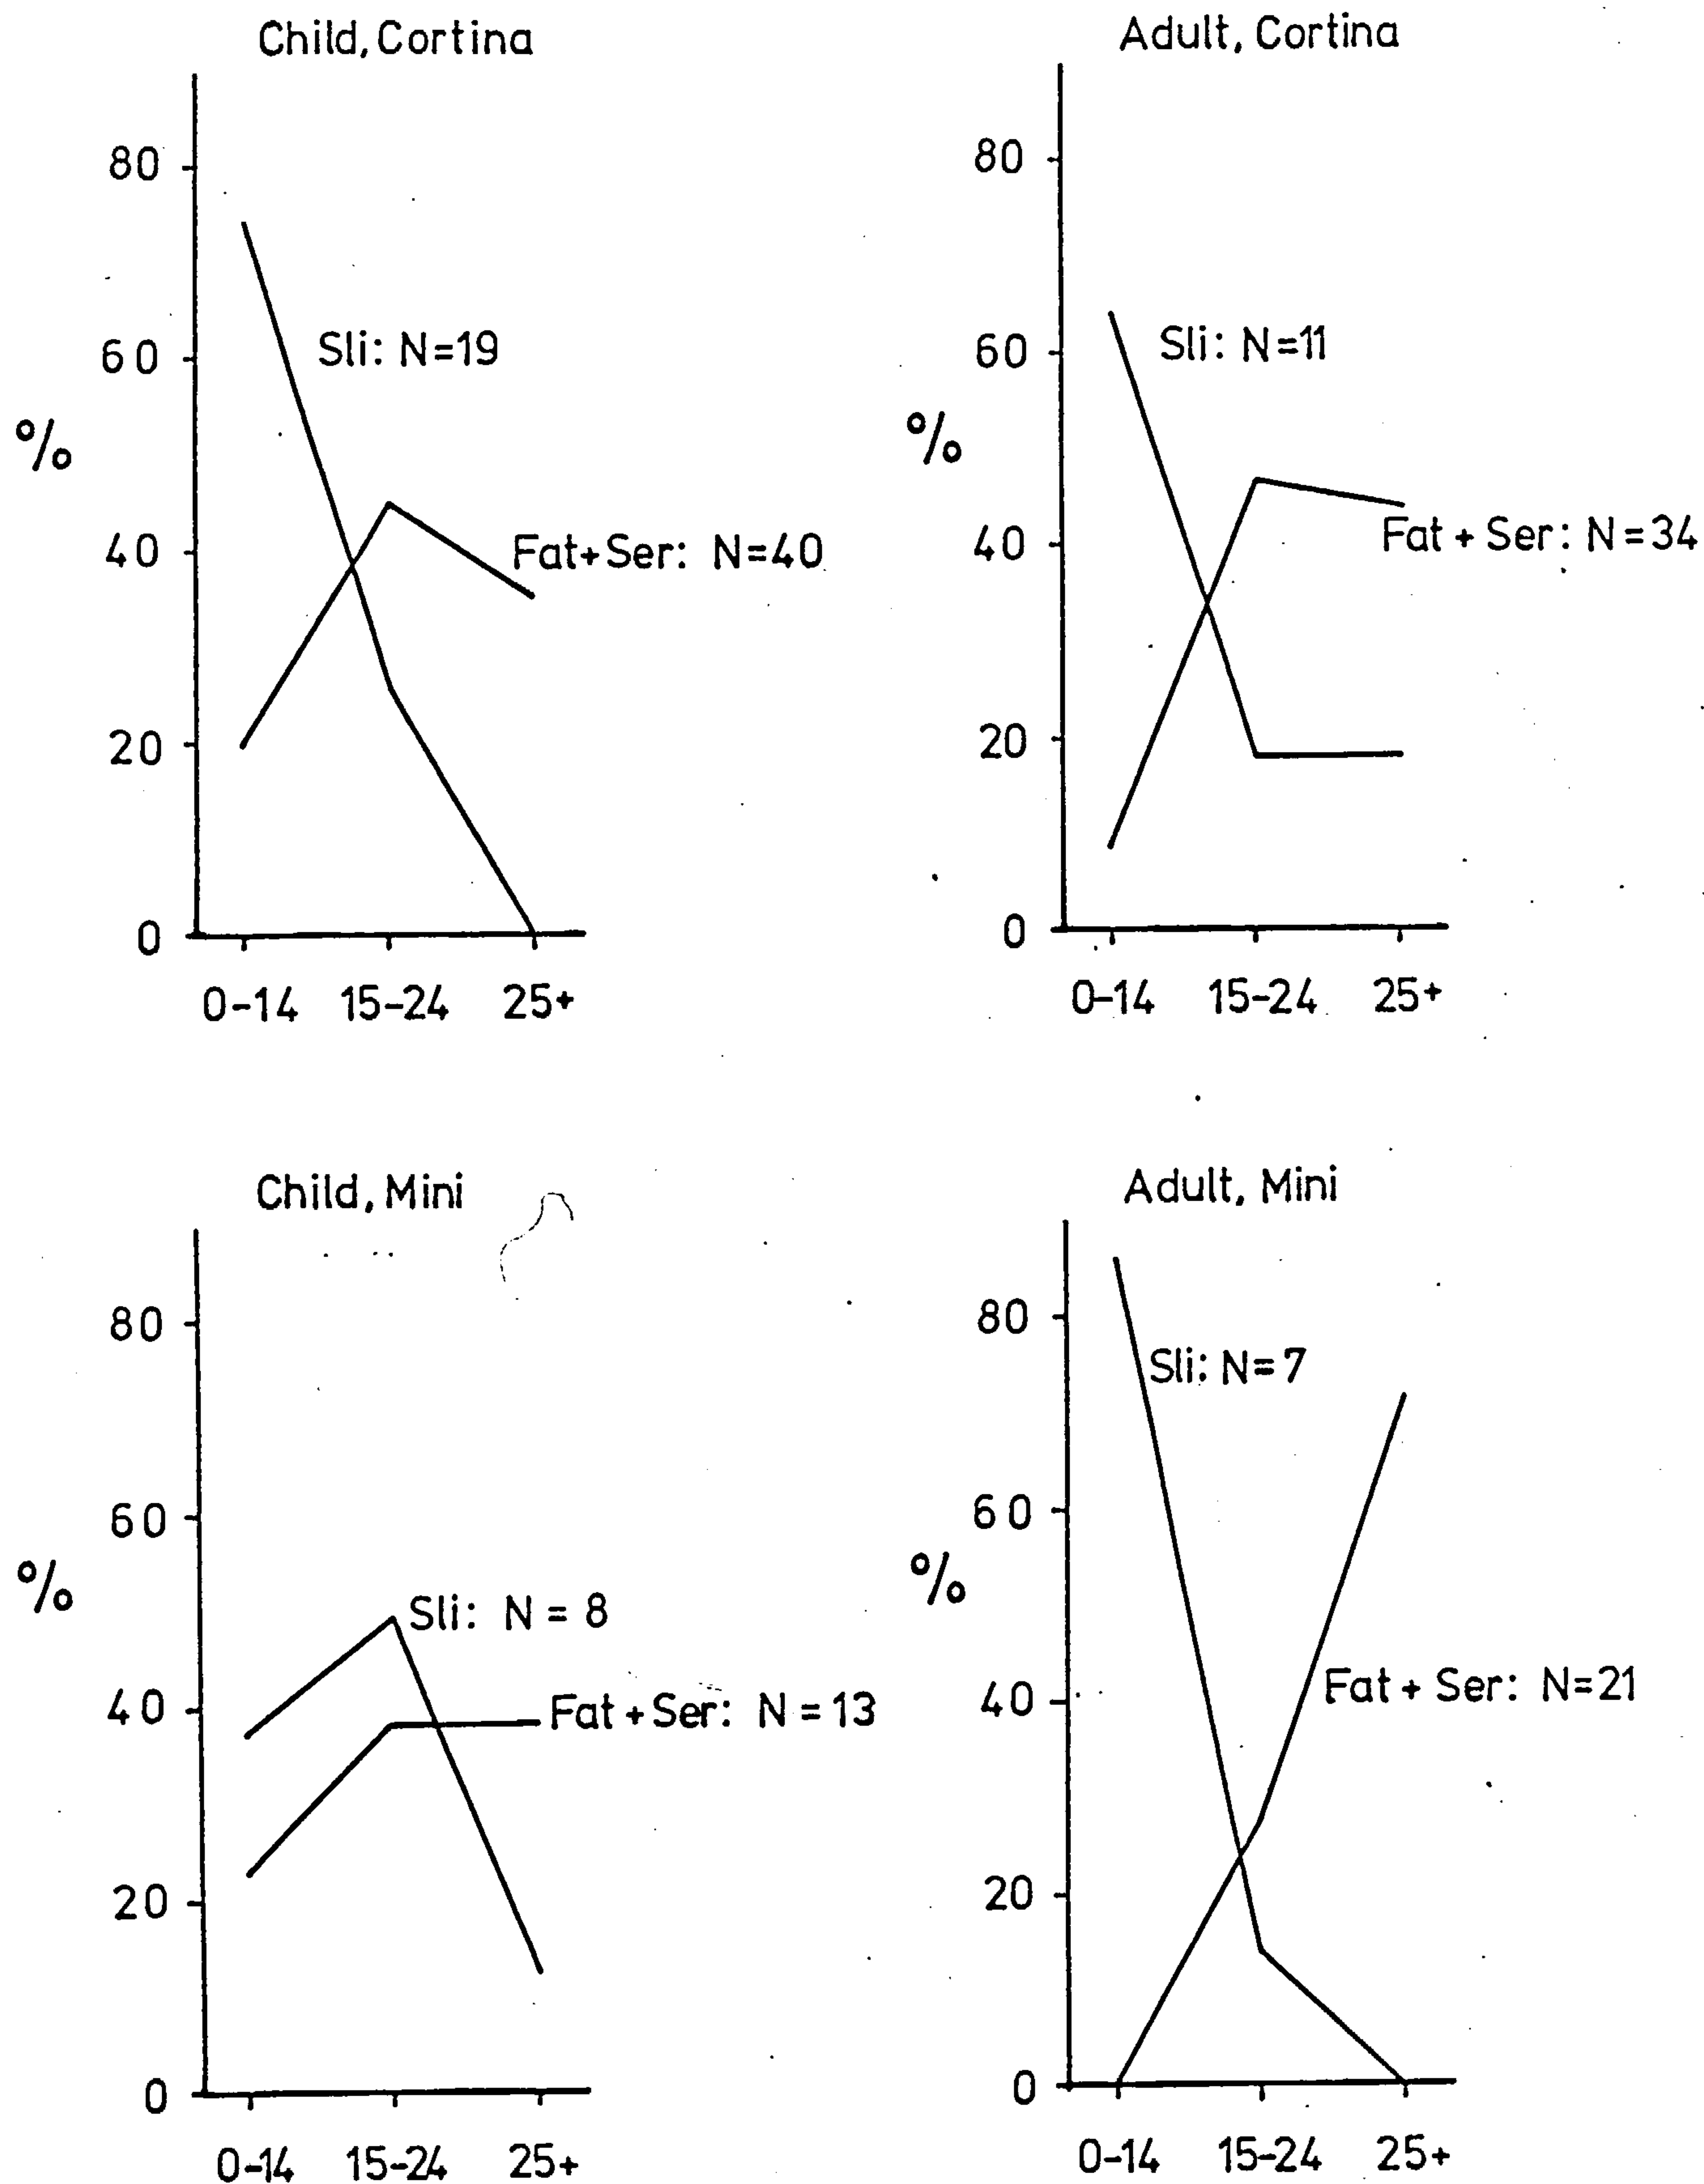 Child, Cortina
80
60
40
20
0
%
Sli: N=19
Fat+Ser: N=40
0-14 15-24 25+
Adult, Cortina
80
60
40
20
0
%
Sli: N=11
Fat + Ser: N=34
0-14 15-24 25+
Child, Mini
80
60
40
20
0
%
Sli: N = 8
Fat + Ser: N = 13
0-14 15-24 25+
Adult, Mini
80
60
40
20
0
%
Sli: N=7
Fat + Ser: N=21
0-14 15-24 25+